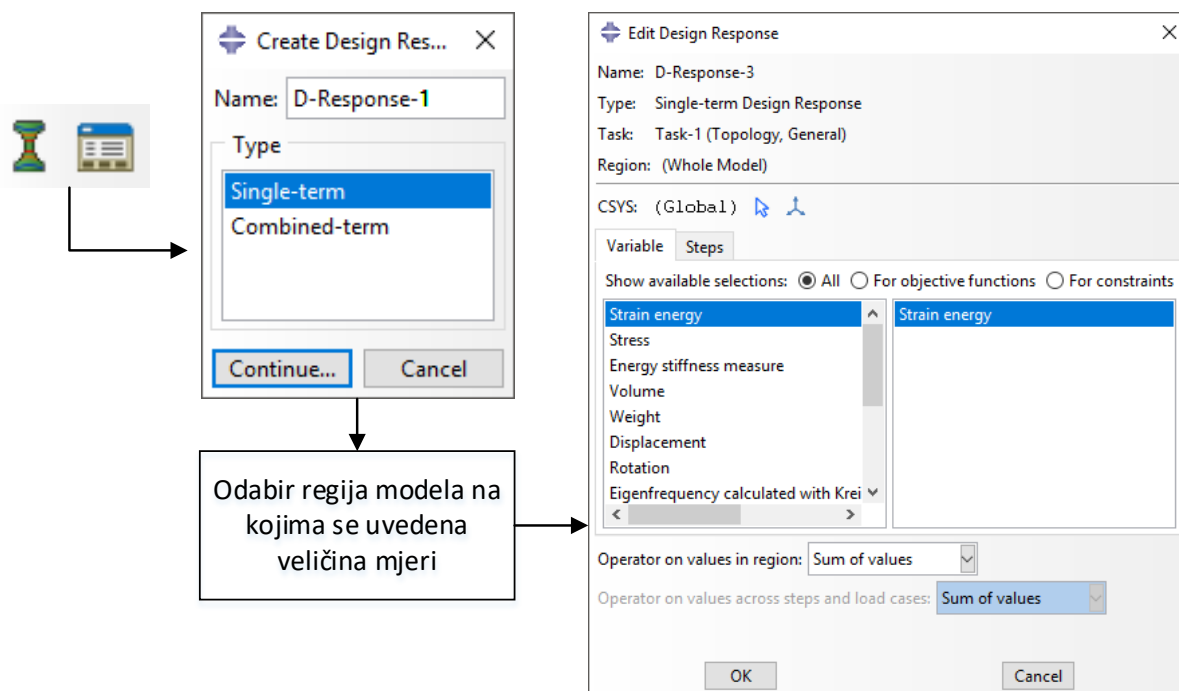 Create Design Res...
Name: D-Response-1
Type
Single-term
Combined-term
Continue... Cancel
Odabir regija modela na
kojima se uvedena
veličina mjeri
Edit Design Response
Name: D-Response-3
Type: Single-term Design Response
Task: Task-1 (Topology, General)
Region: (Whole Model)
CSYS: (Global)
Variable Steps
Show available selections: All For objective functions For constraints
Strain energy Strain energy
Stress
Energy stiffness measure
Volume
Weight
Displacement
Rotation
Eigenfrequency calculated with Krei
Operator on values in region: Sum of values
Operator on values across steps and load cases: Sum of values
OK Cancel